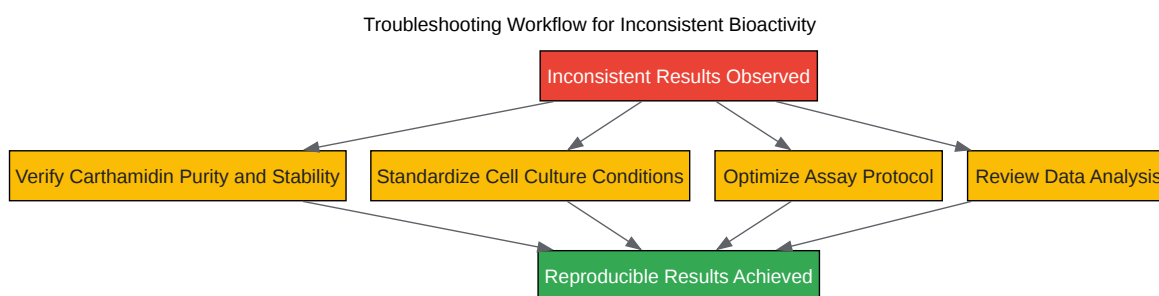 Troubleshooting Workflow for Inconsistent Bioactivity
Inconsistent Results Observed
Verify Carthamidin Purity and Stability
Standardize Cell Culture Conditions
Optimize Assay Protocol
Review Data Analysis
Reproducible Results Achieved